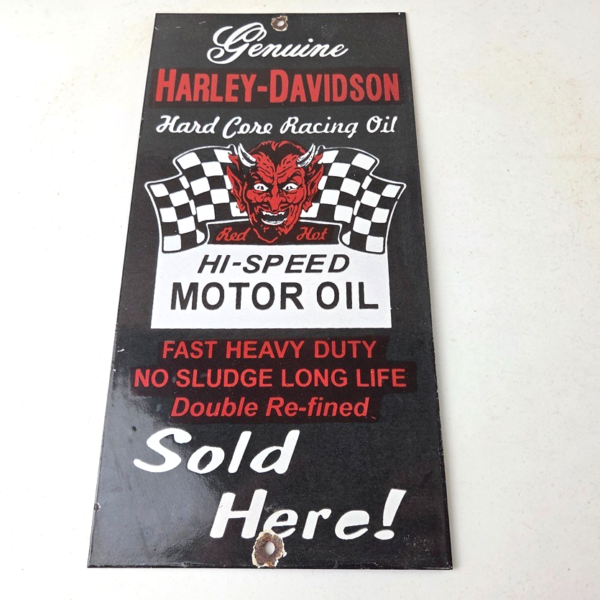 Genuine
HARLEY-DAVIDSON
Hard Core Racing Oil
Red Hot
HI-SPEED
MOTOR OIL
FAST HEAVY DUTY
NO SLUDGE LONG LIFE
Double Re-fined
Sold
Here!